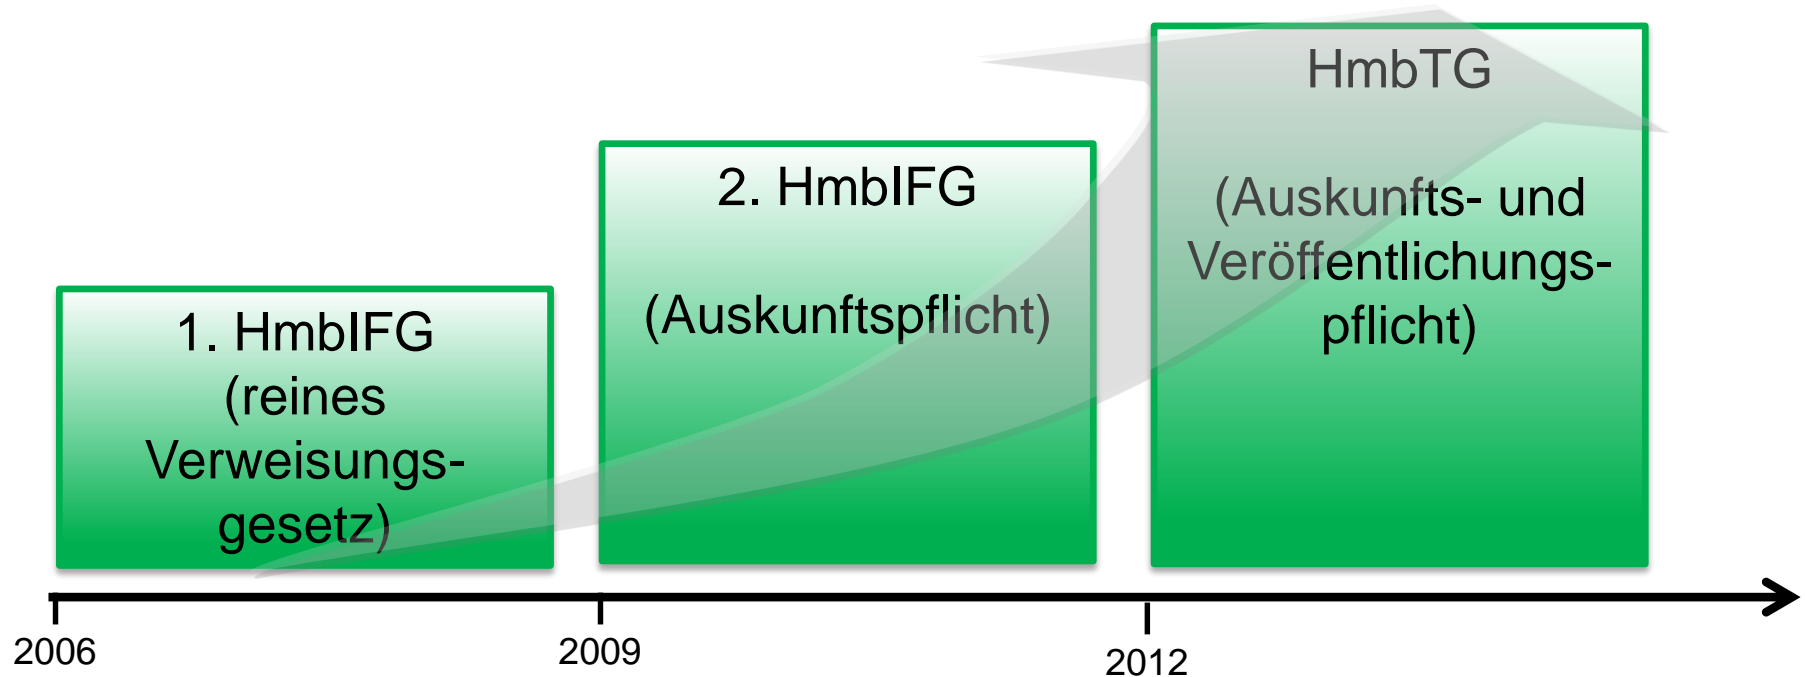 1. HmbIFG
(reines
Verweisungs-
gesetz)
2. HmbIFG
(Auskunftspflicht)
HmbTG
(Auskunfts- und
Veröffentlichungs-
pflicht)
2006
2009
2012